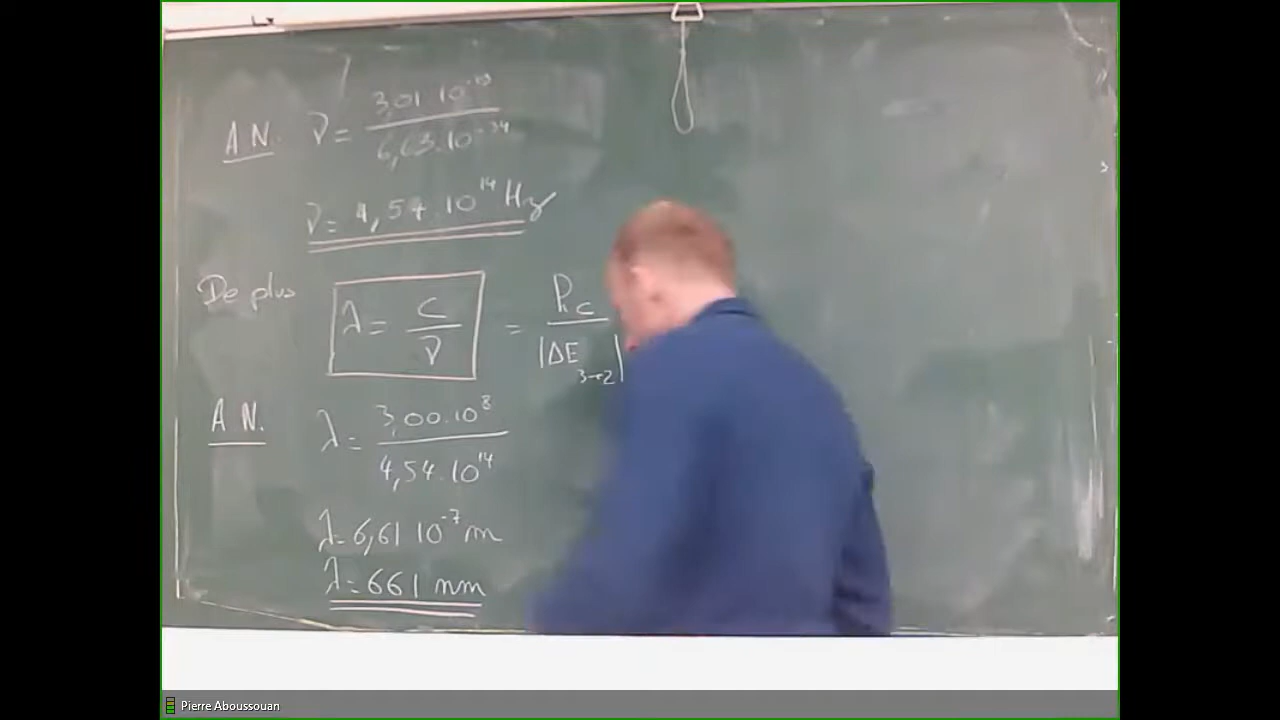 A N. ν = 3,01 10⁻¹⁹ / 6,63.10⁻³⁴
ν = 4,54.10¹⁴ Hz
De plus λ = c / ν = hc / |ΔE 3→2|
A N. λ = 3,00.10⁸ / 4,54.10¹⁴
λ = 6,61 10⁻⁷ m
λ = 661 nm
Pierre Aboussouan